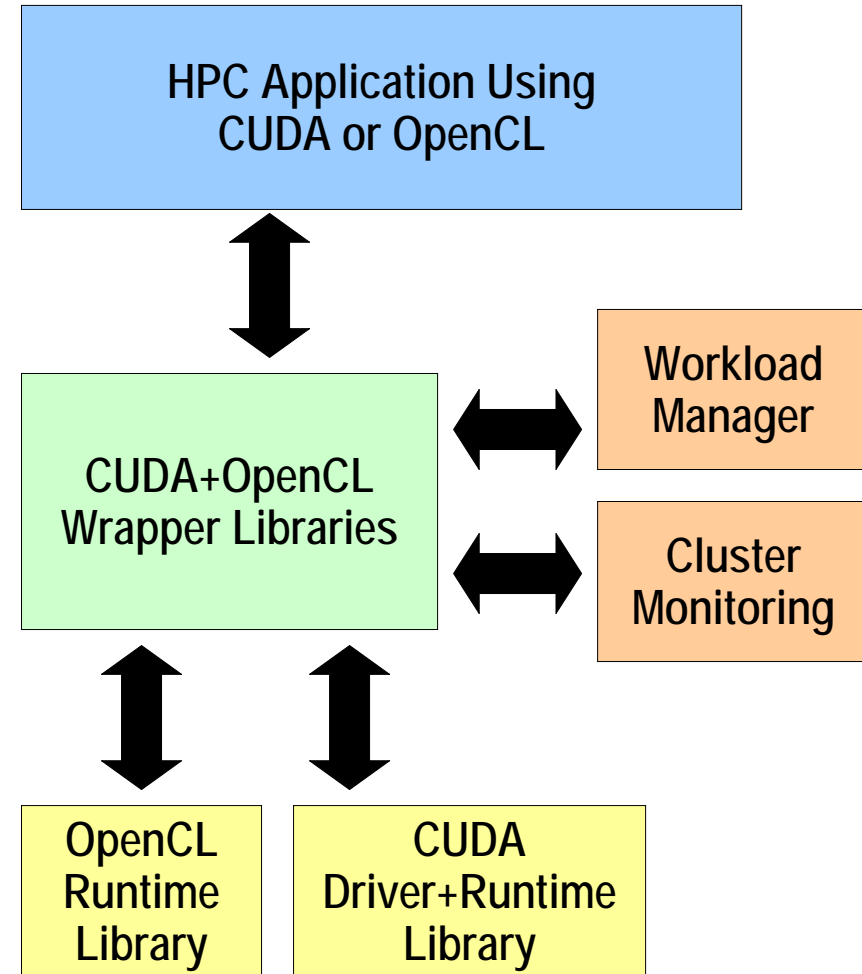 HPC Application Using
CUDA or OpenCL
Workload
Manager
CUDA+OpenCL
Wrapper Libraries
Cluster
Monitoring
OpenCL
Runtime
Library
CUDA
Driver+Runtime
Library